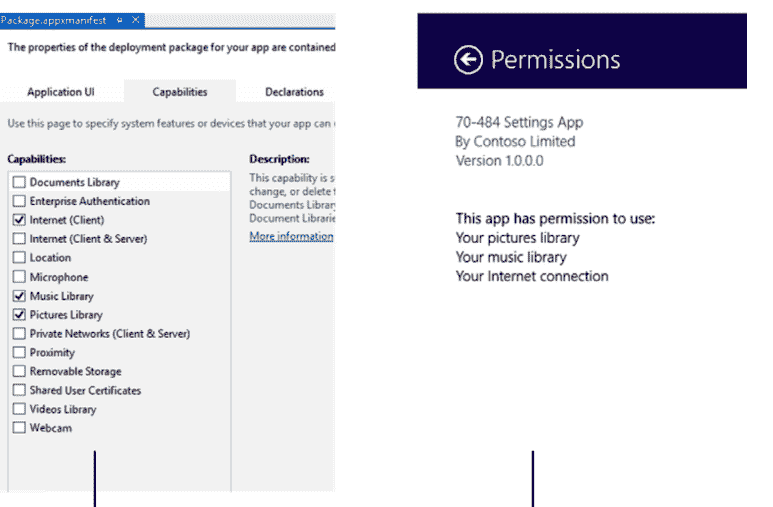 Package.appxmanifest
The properties of the deployment package for your app are contained
Application UI
Capabilities
Declarations
Use this page to specify system features or devices that your app can
Capabilities:
Documents Library
Enterprise Authentication
Internet (Client)
Internet (Client & Server)
Location
Microphone
Music Library
Pictures Library
Private Networks (Client & Server)
Proximity
Removable Storage
Shared User Certificates
Videos Library
Webcam
Description:
This capability is
change, or delete
Documents Library
Document Libraries
More information
Permissions
70-484 Settings App
By Contoso Limited
Version 1.0.0.0
This app has permission to use:
Your pictures library
Your music library
Your Internet connection